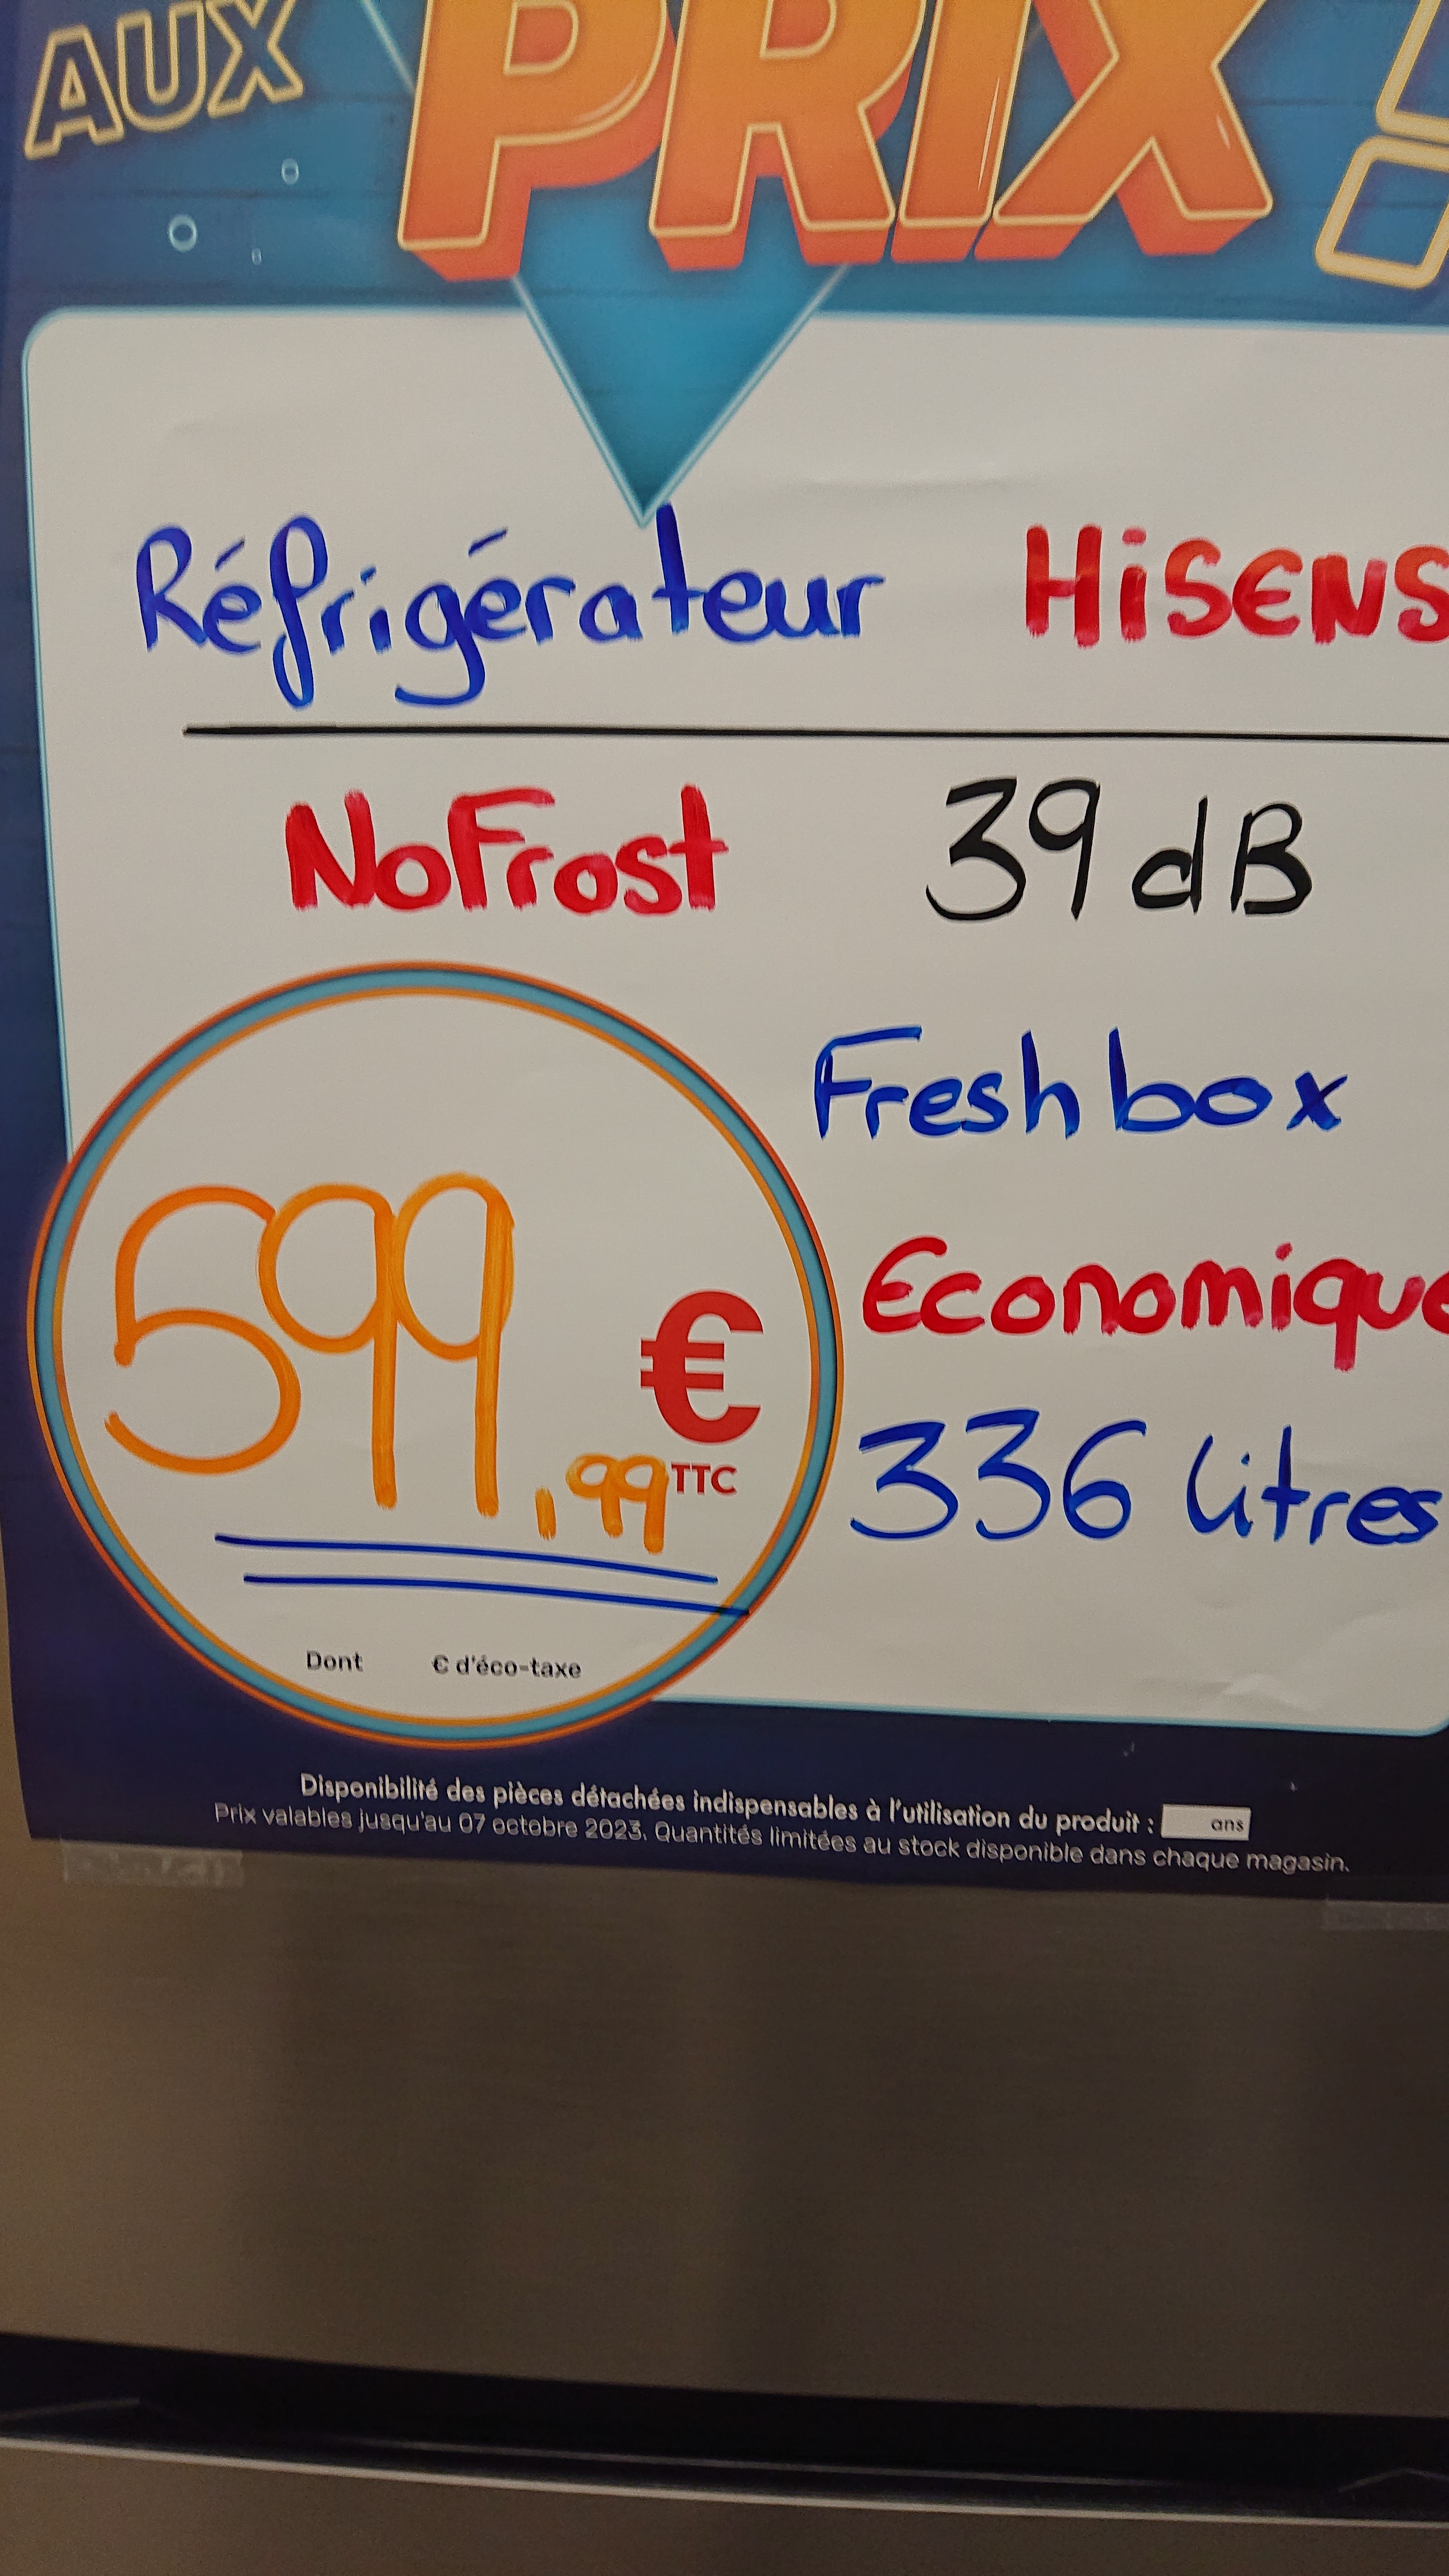 AUX PRIX !
Réfrigérateur HiSENS
NoFrost 39 dB
Fresh box
Economique
336 litres
599,99 € TTC
Dont € d'éco-taxe
Disponibilité des pièces détachées indispensables à l'utilisation du produit : ans
Prix valables jusqu'au 07 octobre 2023. Quantités limitées au stock disponible dans chaque magasin.